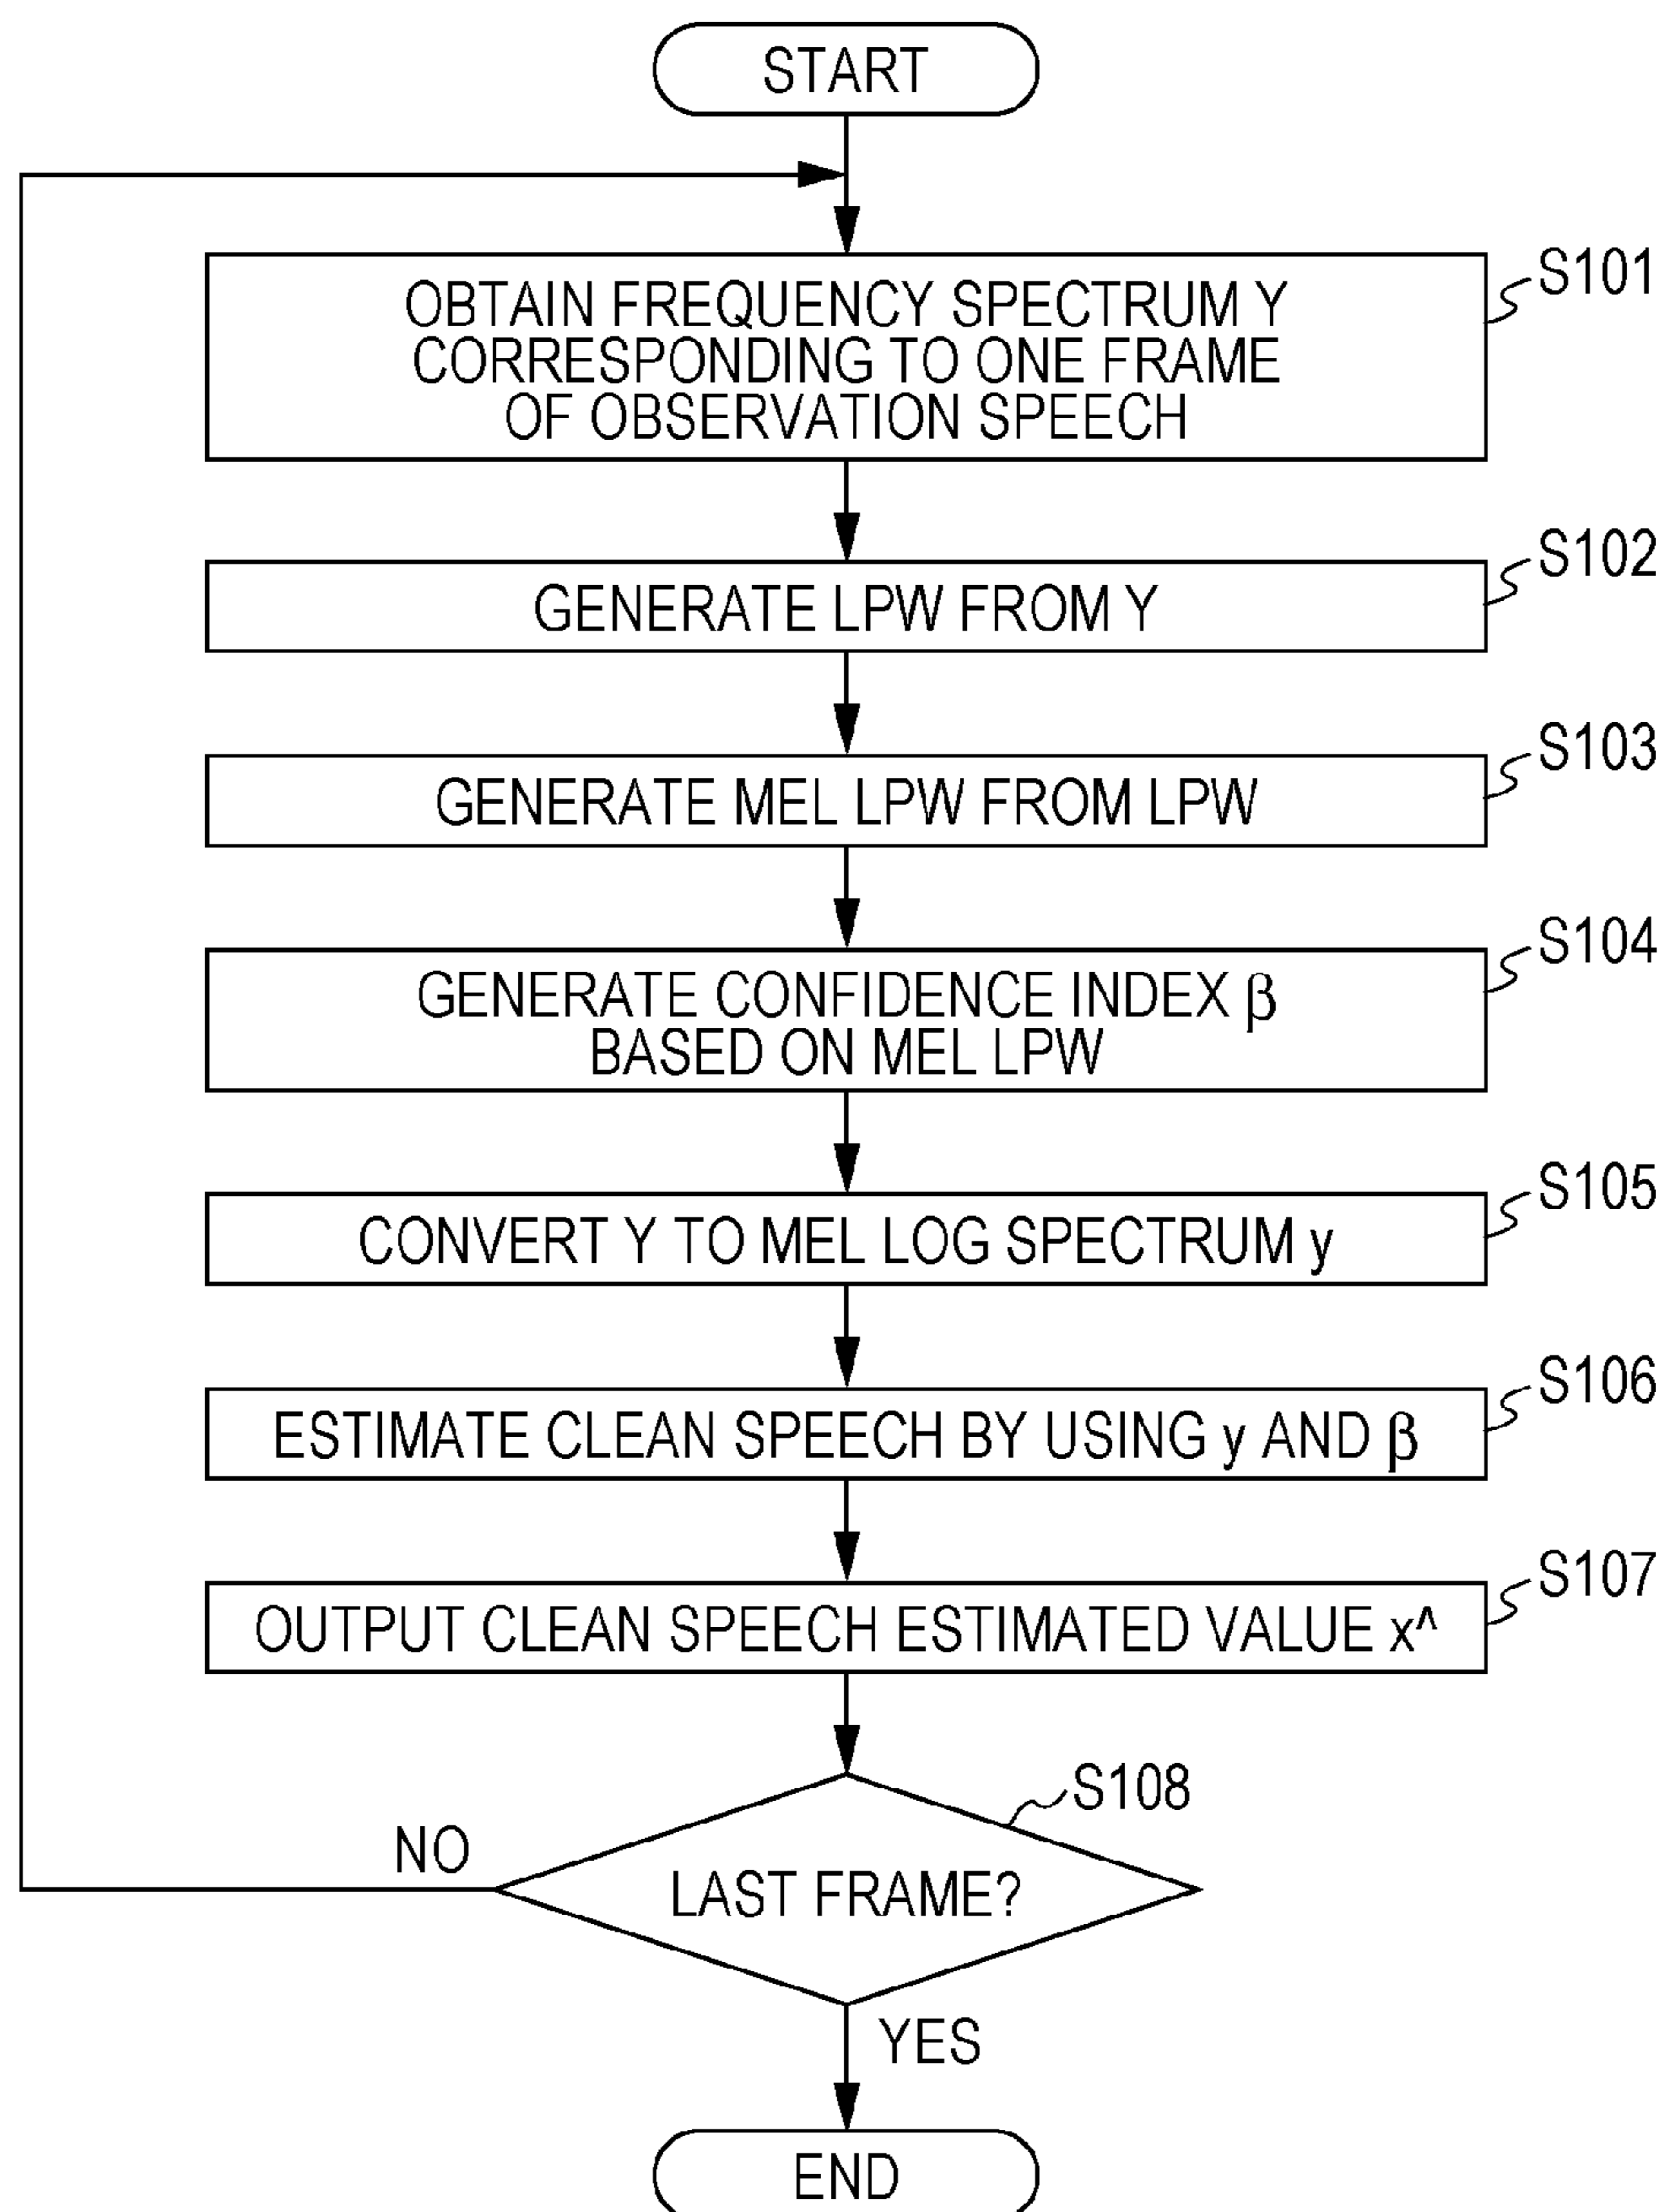 START
OBTAIN FREQUENCY SPECTRUM Y
CORRESPONDING TO ONE FRAME
OF OBSERVATION SPEECH
S101
GENERATE LPW FROM Y
S102
GENERATE MEL LPW FROM LPW
S103
GENERATE CONFIDENCE INDEX β
BASED ON MEL LPW
S104
CONVERT Y TO MEL LOG SPECTRUM y
S105
ESTIMATE CLEAN SPEECH BY USING y AND β
S106
OUTPUT CLEAN SPEECH ESTIMATED VALUE x^
S107
S108
NO
LAST FRAME?
YES
END